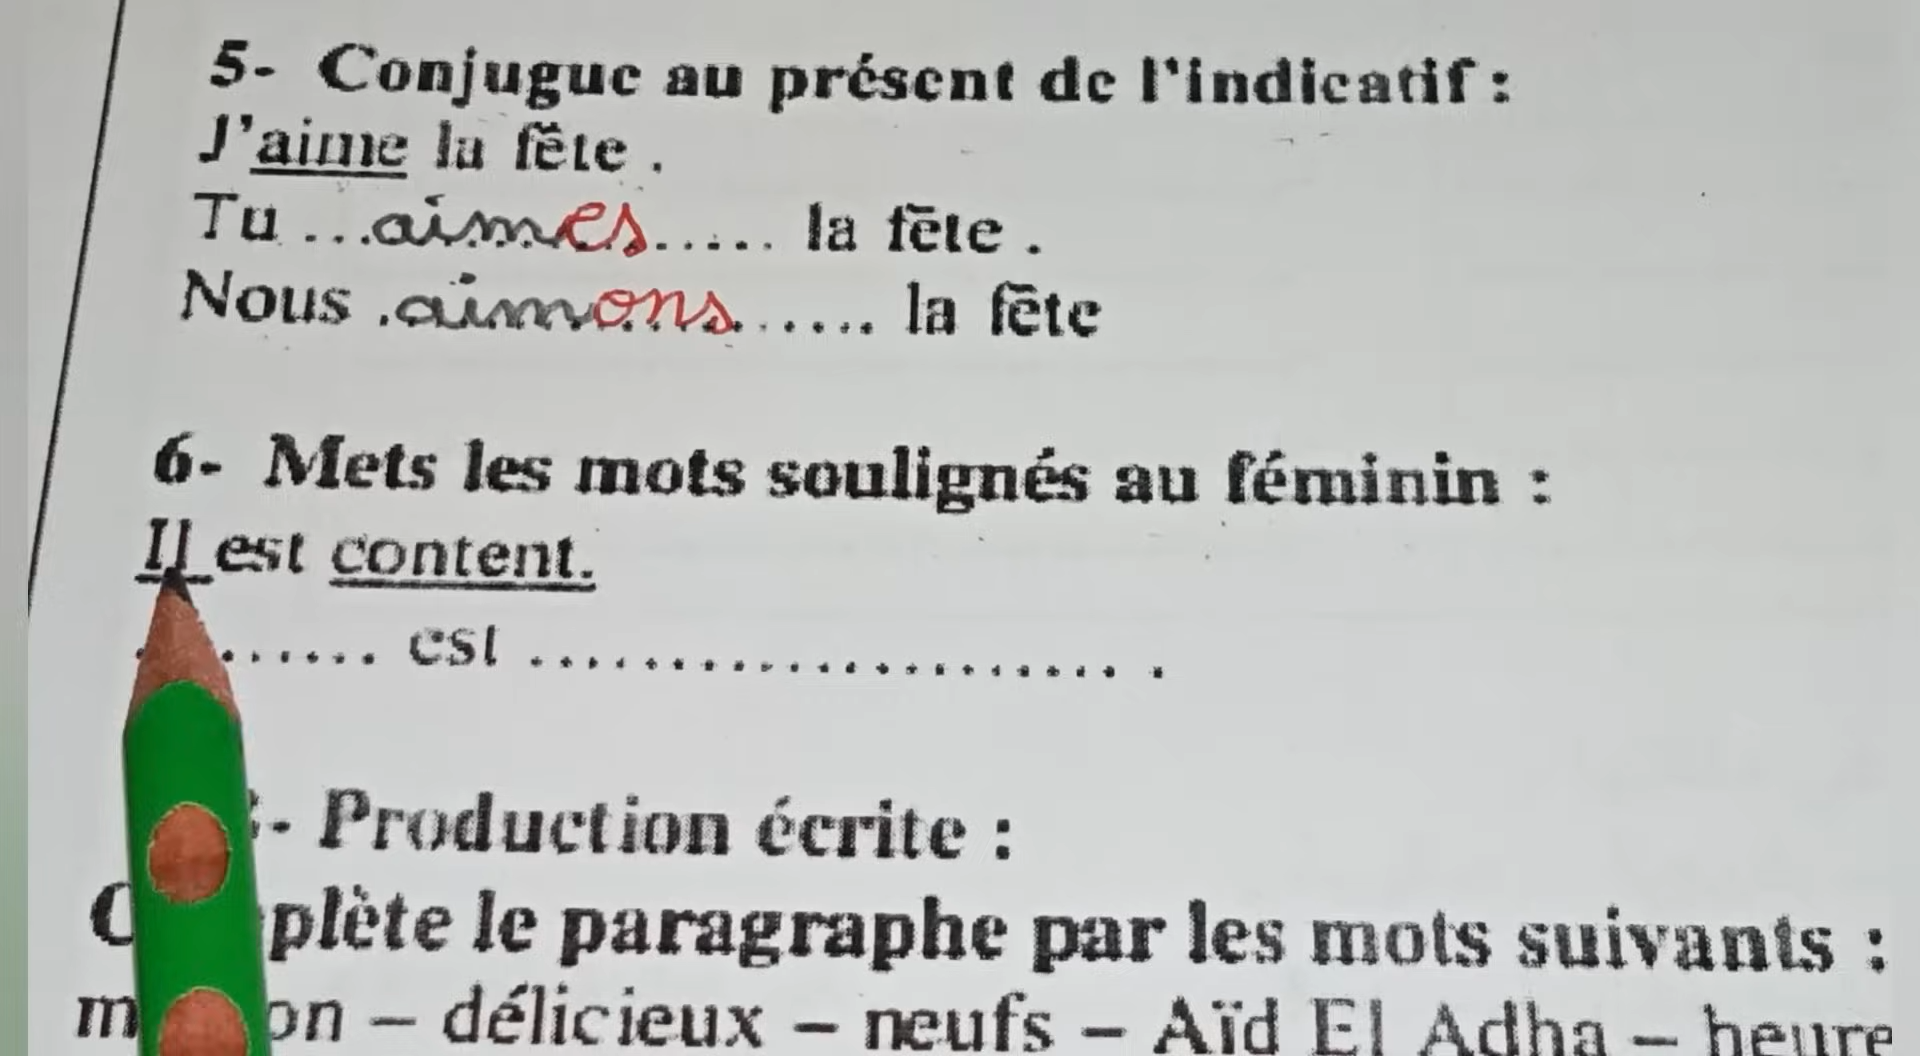 5- Conjugue au présent de l'indicatif :
J'aime la fête .
Tu ...aimes...... la fête .
Nous .aimons...... la fête
6- Mets les mots soulignés au féminin :
Il est content.
....... est ..................... .
- Production écrite :
plète le paragraphe par les mots suivants :
– délicieux – neufs – Aïd El Adha – heure